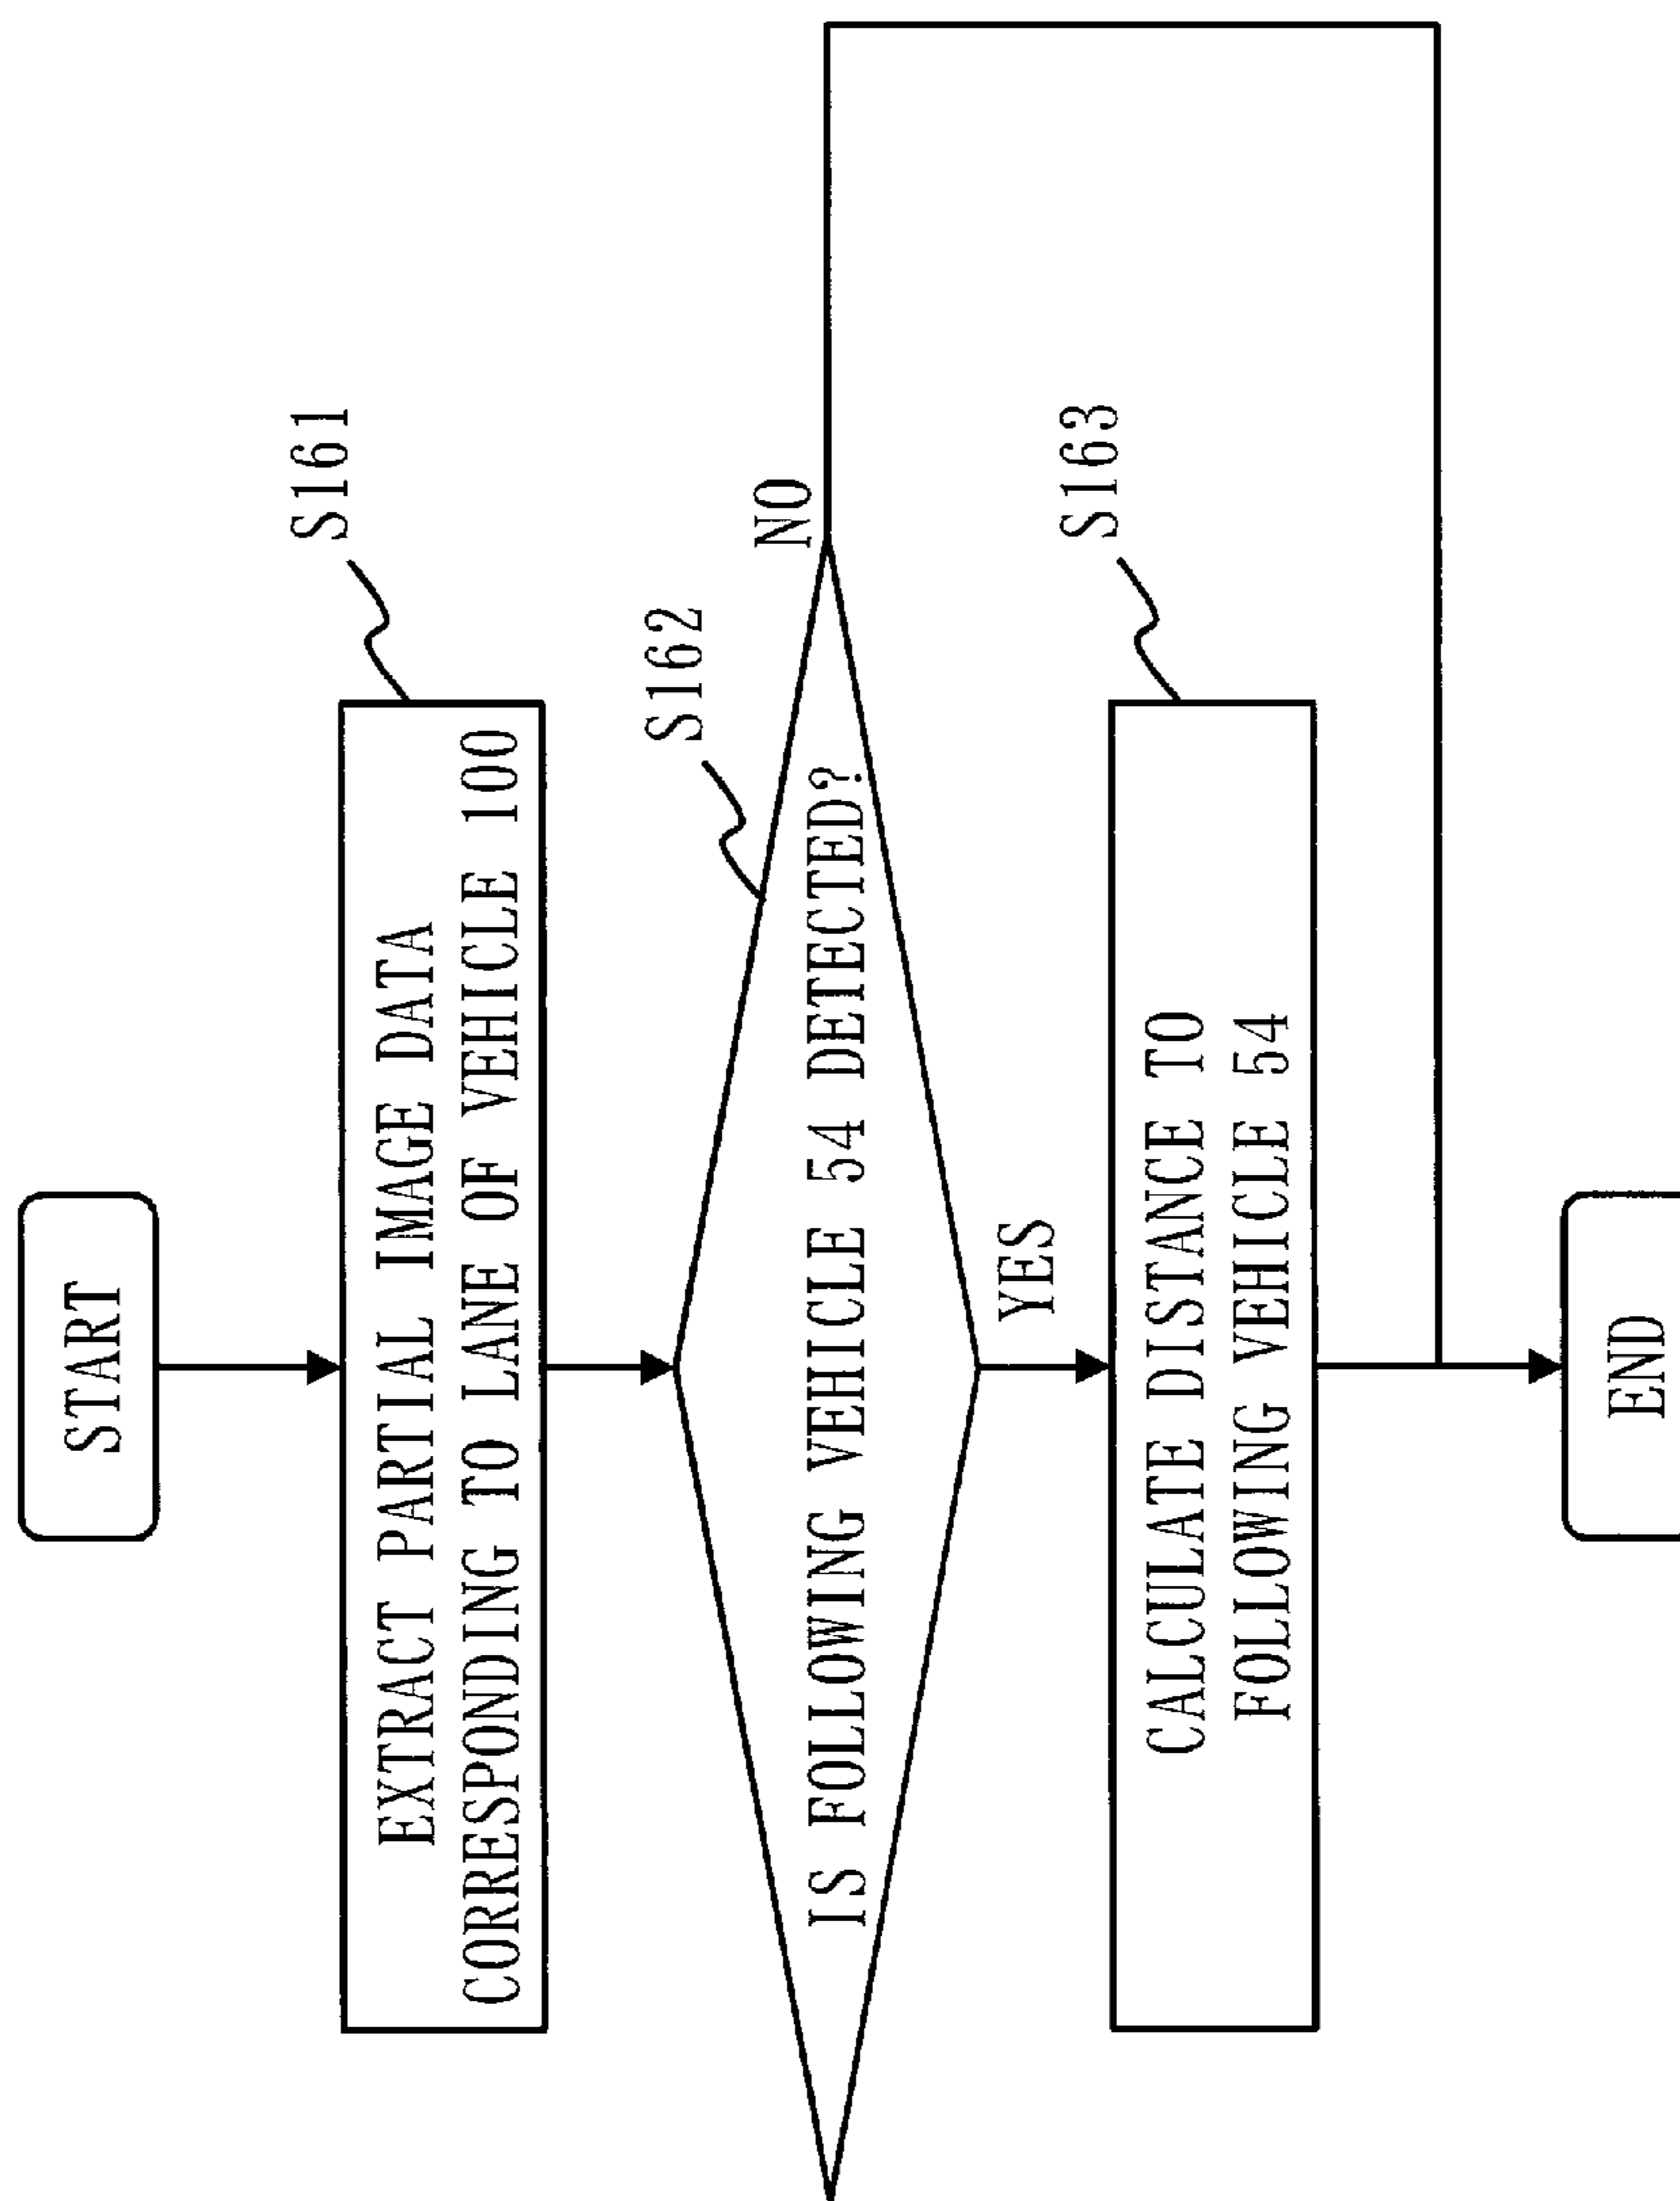 START
S161
EXTRACT PARTIAL IMAGE DATA
CORRESPONDING TO LANE OF VEHICLE 100
S162
IS FOLLOWING VEHICLE 54 DETECTED?
NO
YES
S163
CALCULATE DISTANCE TO
FOLLOWING VEHICLE 54
END